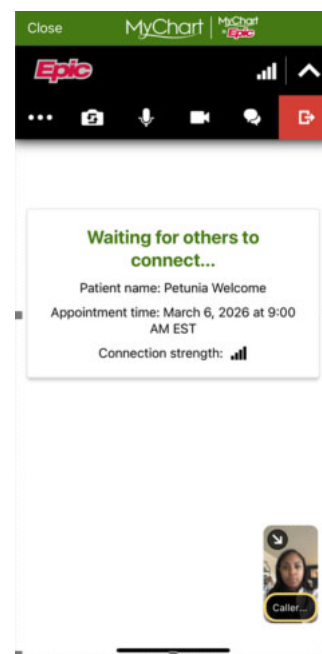 Close MyChart MyChart Epic
Epic
Waiting for others to
connect...
Patient name: Petunia Welcome
Appointment time: March 6, 2026 at 9:00
AM EST
Connection strength:
Caller...